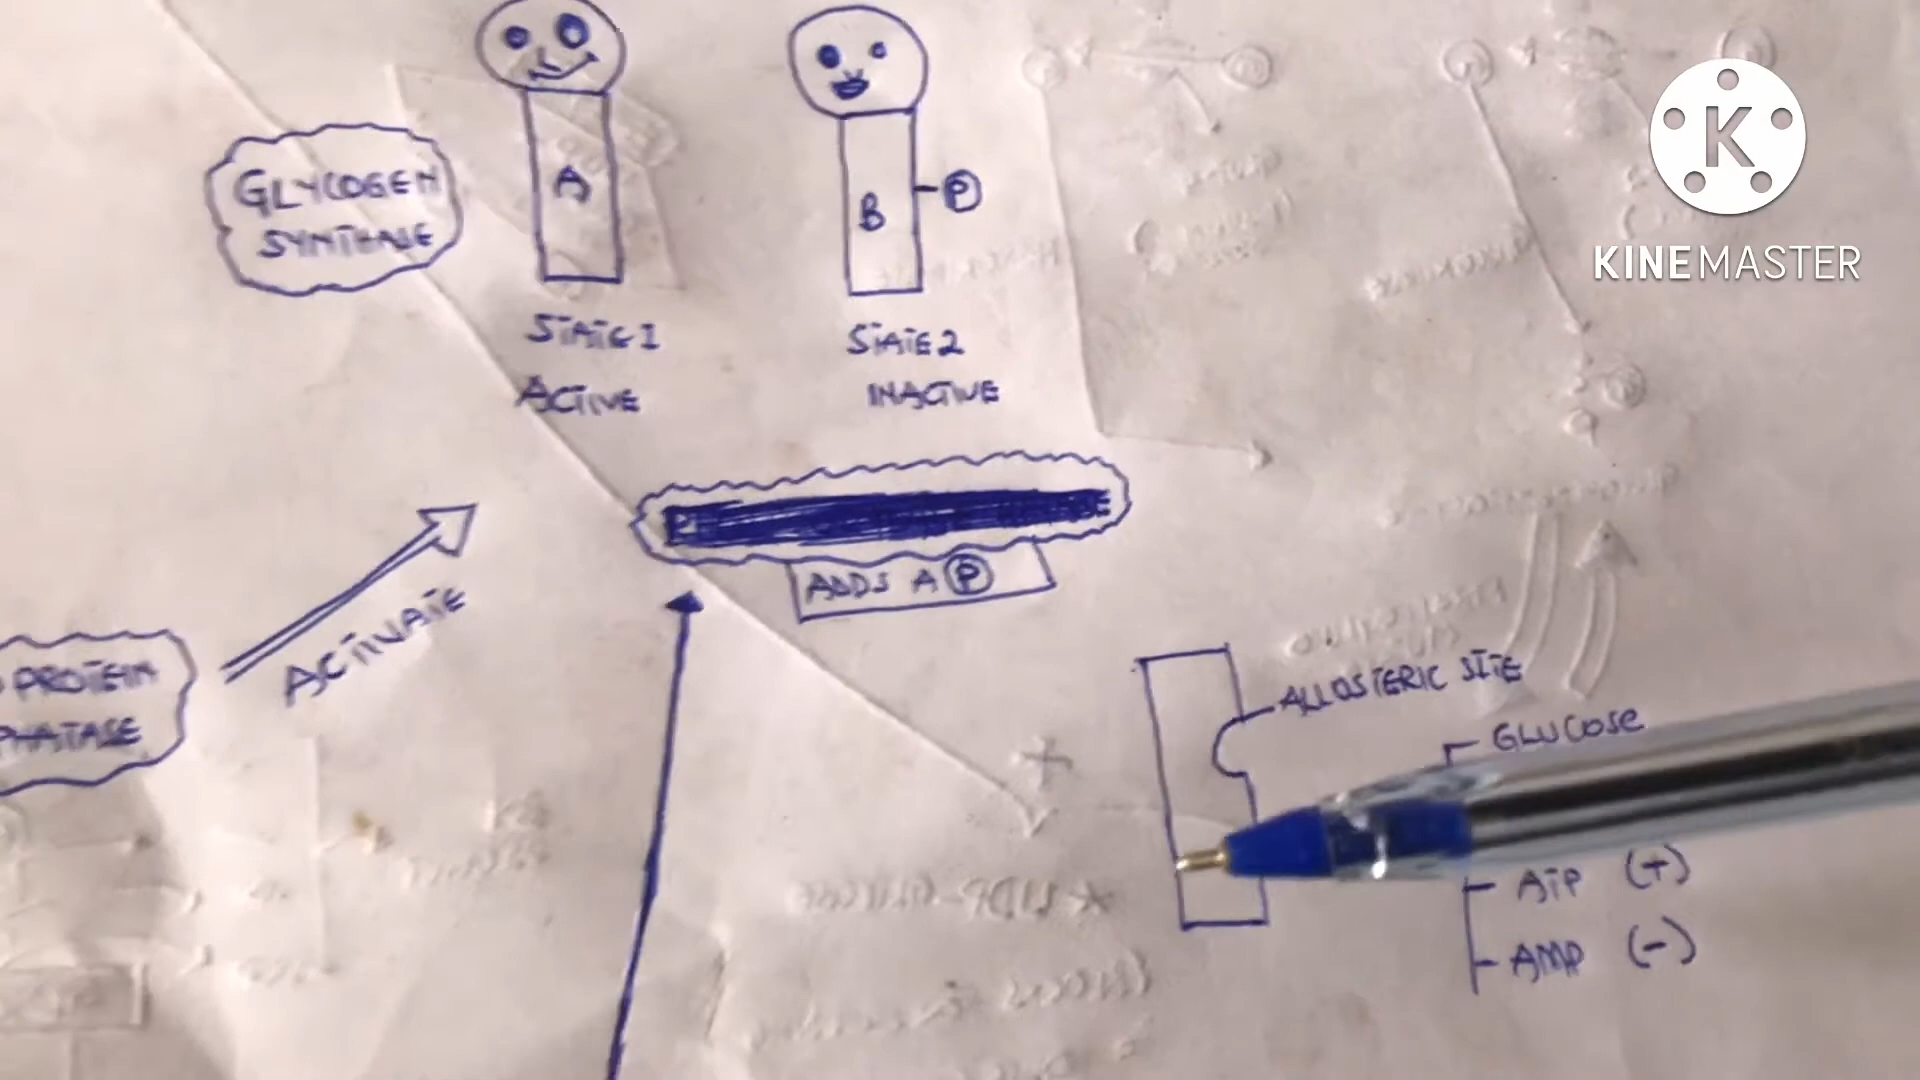 GLYCOGEN
SYNTHASE
A
B
P
STATE 1
ACTIVE
STATE 2
INACTIVE
ADDS A P
ACTIVATE
PROTEIN
PHATASE
ALLOSTERIC SITE
GLUCOSE
ATP (+)
AMP (-)
K
KINEMASTER